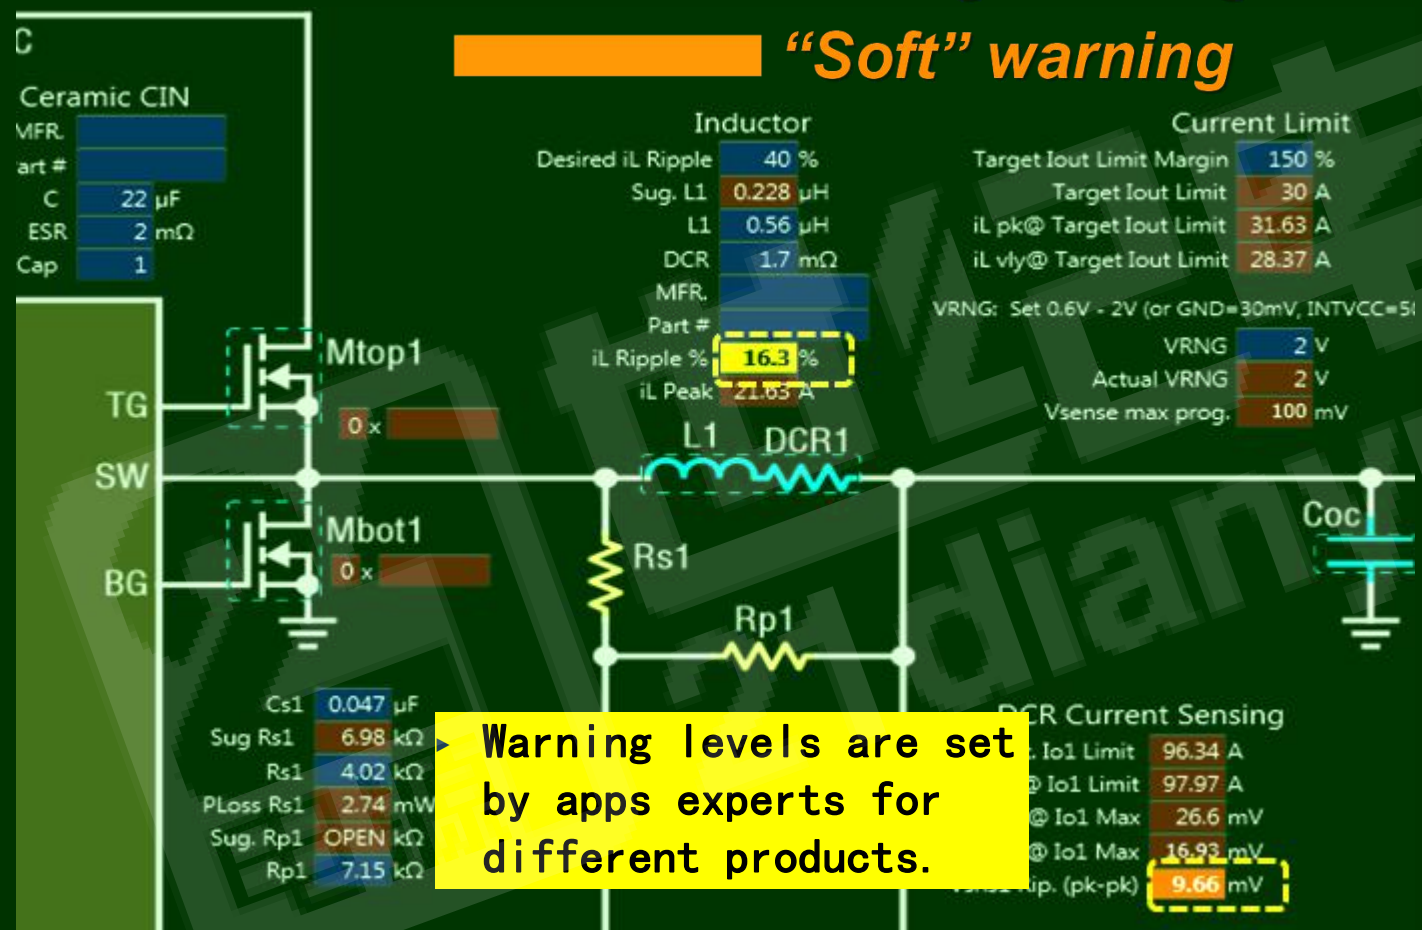 “Soft” warning
C
Ceramic CIN
MFR.
art #
C 22 µF
ESR 2 mΩ
Cap 1
Inductor
Desired iL Ripple 40 %
Sug. L1 0.228 µH
L1 0.56 µH
DCR 1.7 mΩ
MFR.
Part #
iL Ripple % 16.3 %
iL Peak 21.63 A
Current Limit
Target Iout Limit Margin 150 %
Target Iout Limit 30 A
iL pk@ Target Iout Limit 31.63 A
iL vly@ Target Iout Limit 28.37 A
VRNG: Set 0.6V - 2V (or GND=30mV, INTVCC=5
VRNG 2 V
Actual VRNG 2 V
Vsense max prog. 100 mV
Mtop1
TG
0 x
L1 DCR1
SW
Mbot1
0 x
BG
Rs1
Rp1
Coc
Cs1 0.047 µF
Sug Rs1 6.98 kΩ
Rs1 4.02 kΩ
PLoss Rs1 2.74 mW
Sug. Rp1 OPEN kΩ
Rp1 7.15 kΩ
Warning levels are set
by apps experts for
different products.
DCR Current Sensing
. Io1 Limit 96.34 A
@ Io1 Limit 97.97 A
@ Io1 Max 26.6 mV
@ Io1 Max 16.93 mV
Rip. (pk-pk) 9.66 mV
21dian